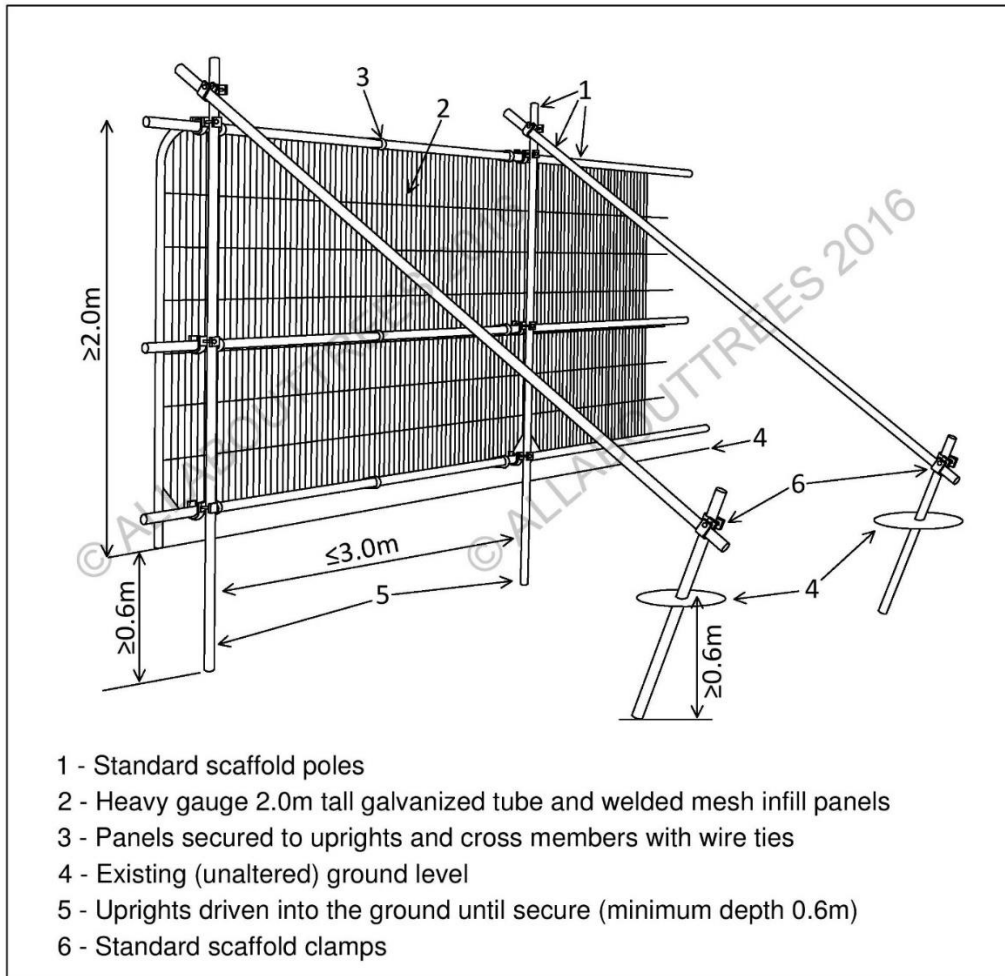 3
2
1
≥2.0m
4
6
≤3.0m
≥0.6m
5
4
≥0.6m
© ALLABOUTTREES 2016
© ALLABOUTTREES 2016
1 - Standard scaffold poles
2 - Heavy gauge 2.0m tall galvanized tube and welded mesh infill panels
3 - Panels secured to uprights and cross members with wire ties
4 - Existing (unaltered) ground level
5 - Uprights driven into the ground until secure (minimum depth 0.6m)
6 - Standard scaffold clamps